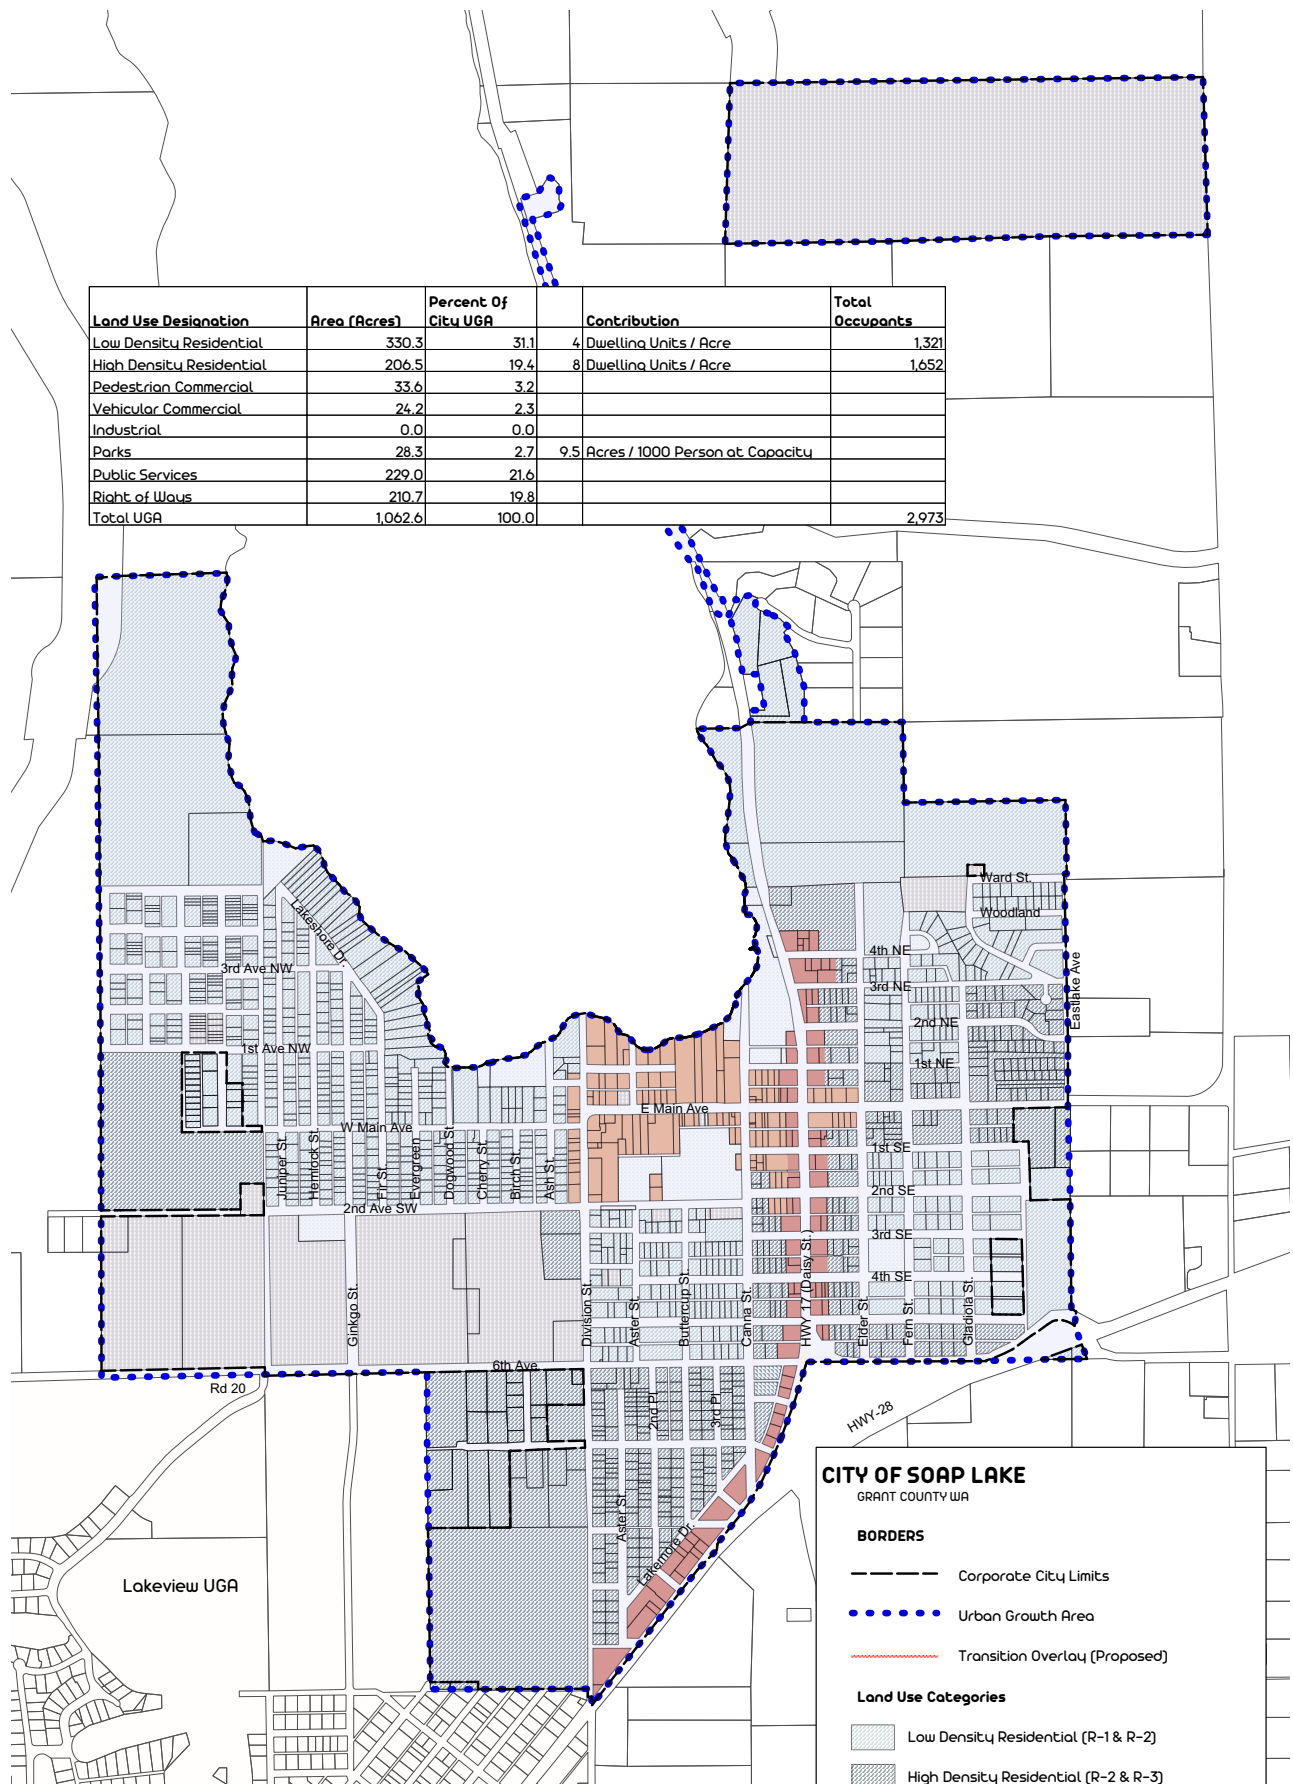 Land Use Designation Area (Acres) Percent Of City UGA Contribution Total Occupants
Low Density Residential 330.3 31.1 4 Dwelling Units / Acre 1,321
High Density Residential 206.5 19.4 8 Dwelling Units / Acre 1,652
Pedestrian Commercial 33.6 3.2
Vehicular Commercial 24.2 2.3
Industrial 0.0 0.0
Parks 28.3 2.7 9.5 Acres / 1000 Person at Capacity
Public Services 229.0 21.6
Right of Ways 210.7 19.8
Total UGA 1,062.6 100.0 2,973
Ward St.
Woodland
Lakeshore Dr.
4th NE
3rd Ave NW
3rd NE
Eastlake Ave
2nd NE
1st Ave NW
1st NE
E Main Ave
W Main Ave
1st SE
Juniper St.
Hemlock St.
Fir St.
Evergreen
Dogwood St
Cherry St.
Birch St.
Ash St.
2nd SE
2nd Ave SW
3rd SE
4th SE
Ginkgo St.
Division St.
Aster St.
Buttercup St.
Canna St.
HWY 17 (Daisy St.)
Elder St.
Fern St.
Gladiola St.
6th Ave
Rd 20
2nd Pl
3rd Pl
HWY-28
Aster St.
Lakemore Dr.
Lakeview UGA
CITY OF SOAP LAKE
GRANT COUNTY WA
BORDERS
Corporate City Limits
Urban Growth Area
Transition Overlay (Proposed)
Land Use Categories
Low Density Residential (R-1 & R-2)
High Density Residential (R-2 & R-3)